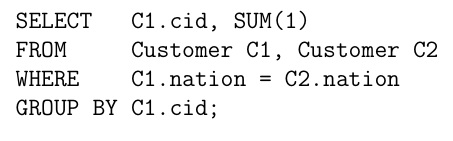 SELECT   C1.cid, SUM(1)
FROM     Customer C1, Customer C2
WHERE    C1.nation = C2.nation
GROUP BY C1.cid;